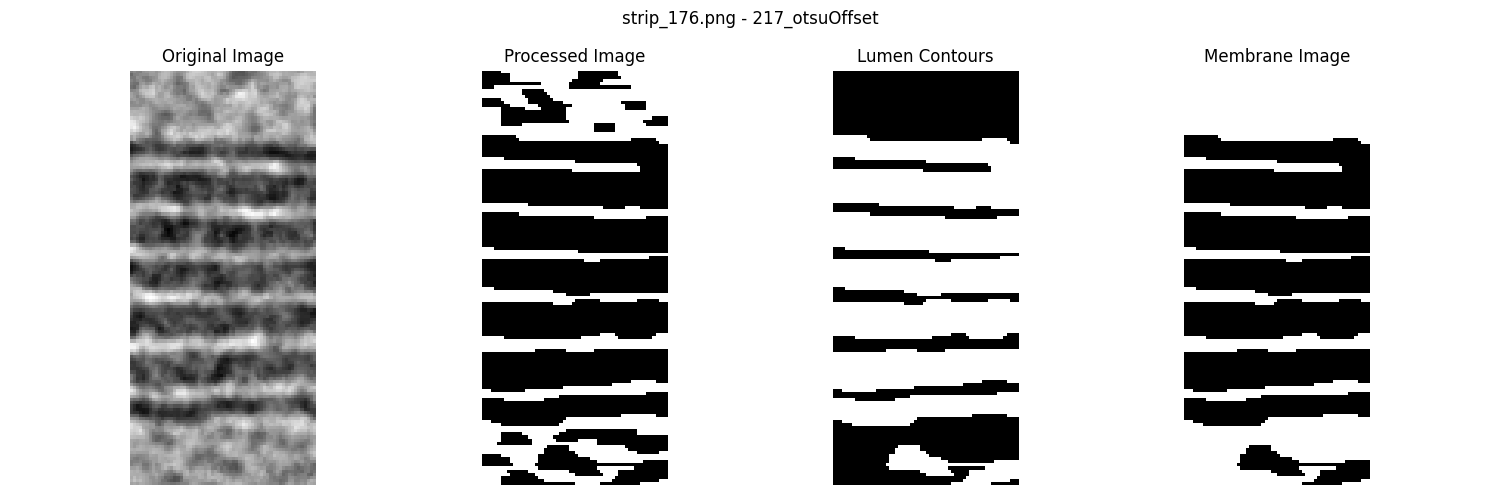 strip_176.png - 217_otsuOffset
Original Image
Processed Image
Lumen Contours
Membrane Image